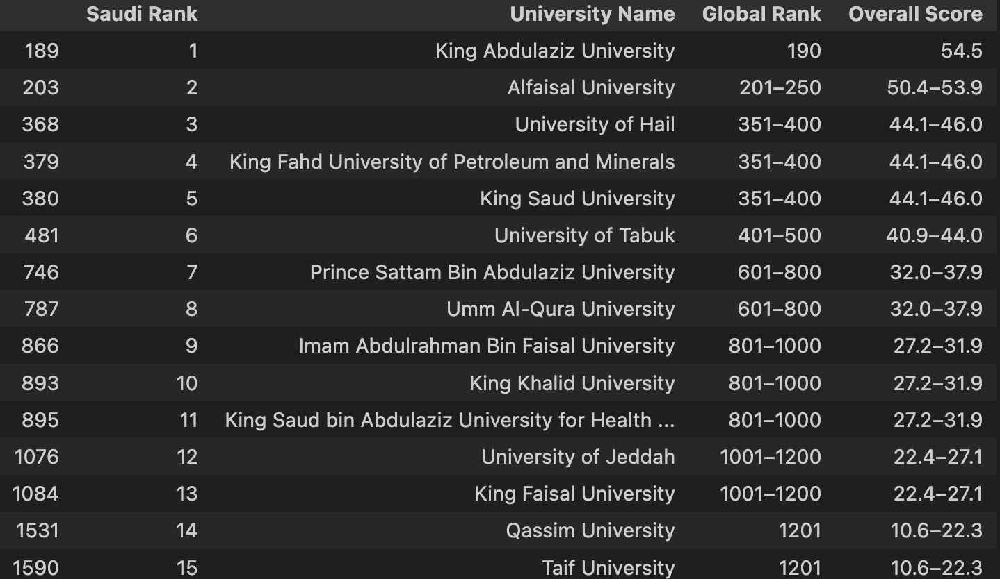 Saudi Rank University Name Global Rank Overall Score
189 1 King Abdulaziz University 190 54.5
203 2 Alfaisal University 201–250 50.4–53.9
368 3 University of Hail 351–400 44.1–46.0
379 4 King Fahd University of Petroleum and Minerals 351–400 44.1–46.0
380 5 King Saud University 351–400 44.1–46.0
481 6 University of Tabuk 401–500 40.9–44.0
746 7 Prince Sattam Bin Abdulaziz University 601–800 32.0–37.9
787 8 Umm Al-Qura University 601–800 32.0–37.9
866 9 Imam Abdulrahman Bin Faisal University 801–1000 27.2–31.9
893 10 King Khalid University 801–1000 27.2–31.9
895 11 King Saud bin Abdulaziz University for Health ... 801–1000 27.2–31.9
1076 12 University of Jeddah 1001–1200 22.4–27.1
1084 13 King Faisal University 1001–1200 22.4–27.1
1531 14 Qassim University 1201 10.6–22.3
1590 15 Taif University 1201 10.6–22.3